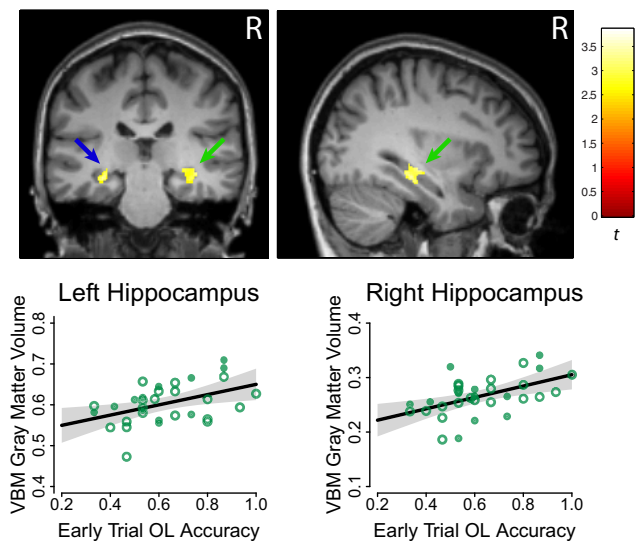 R
R
3.5
3
2.5
2
1.5
1
0.5
0
t
Left Hippocampus
VBM Gray Matter Volume
0.8
0.7
0.6
0.5
0.4
0.2 0.4 0.6 0.8 1.0
Early Trial OL Accuracy
Right Hippocampus
VBM Gray Matter Volume
0.4
0.3
0.2
0.1
0.2 0.4 0.6 0.8 1.0
Early Trial OL Accuracy